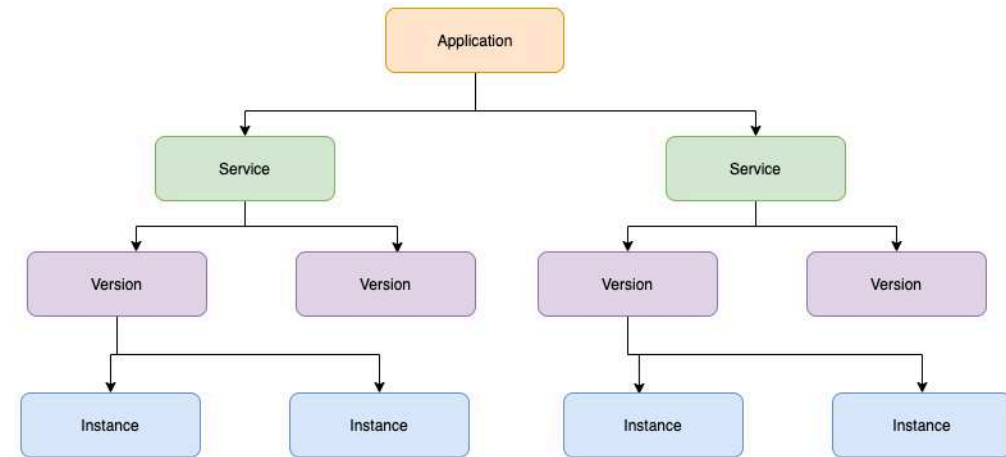 Application
Service
Service
Version
Version
Version
Version
Instance
Instance
Instance
Instance